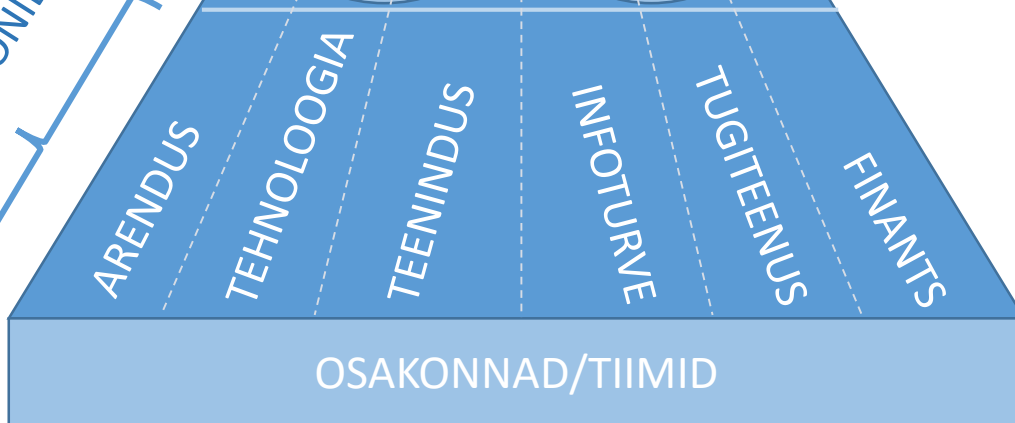 ARENDUS
TEHNOLOOGIA
TEENINDUS
INFOTURVE
TUGITEENUS
FINANTS
OSAKONNAD/TIIMID